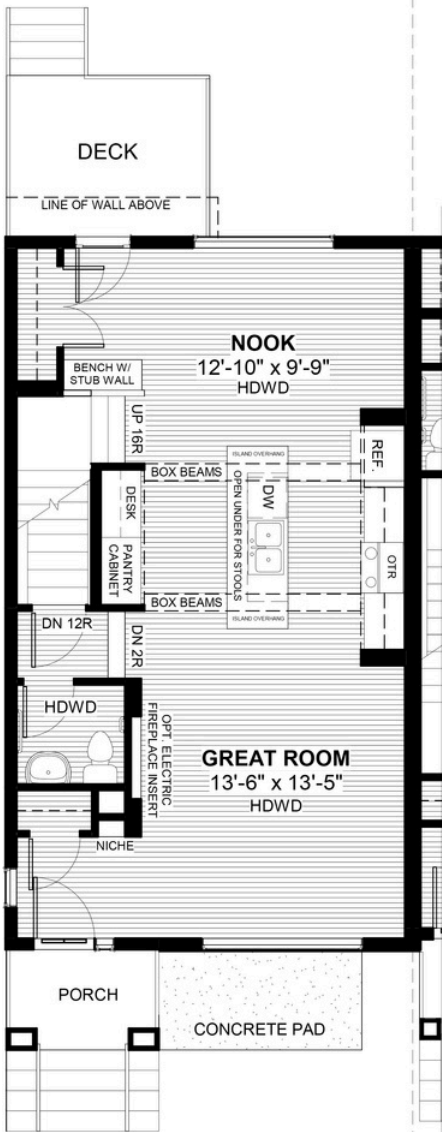 DECK
LINE OF WALL ABOVE
NOOK
12'-10" x 9'-9"
HDWD
BENCH W/
STUB WALL
UP 16R
REF.
ISLAND OVERHANG
BOX BEAMS
DESK
PANTRY
CABINET
OPEN UNDER FOR STOOLS
DW
OTR
BOX BEAMS
ISLAND OVERHANG
DN 12R
DN 2R
HDWD
OPT. ELECTRIC
FIREPLACE INSERT
GREAT ROOM
13'-6" x 13'-5"
HDWD
NICHE
PORCH
CONCRETE PAD